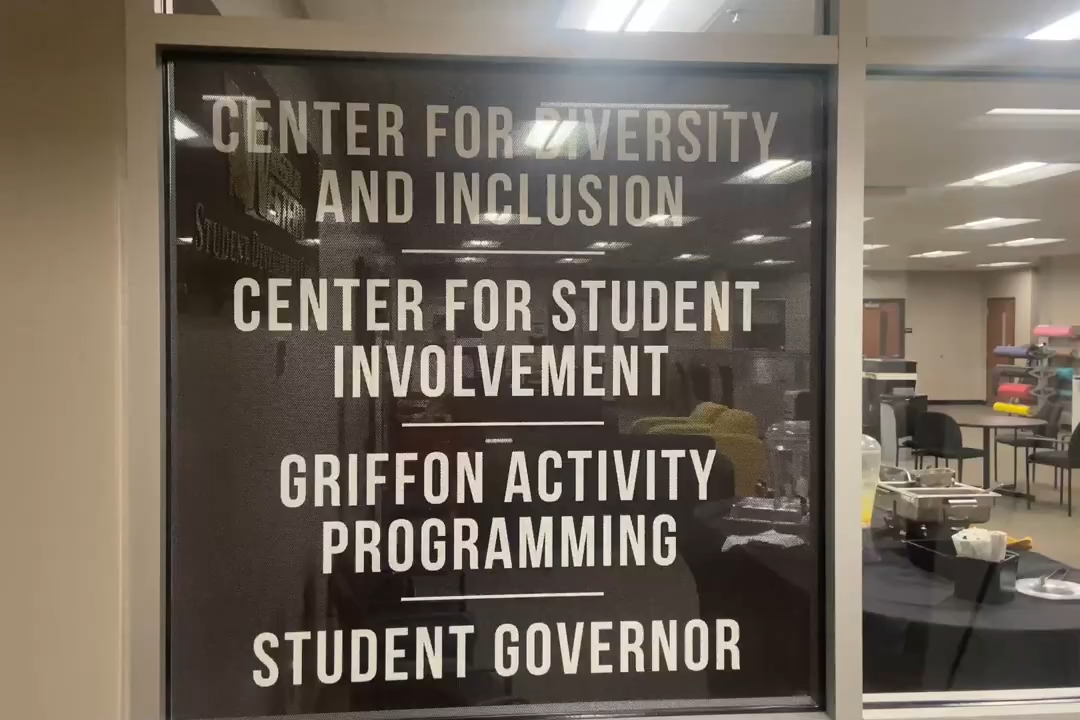 CENTER FOR DIVERSITY
AND INCLUSION
CENTER FOR STUDENT
INVOLVEMENT
GRIFFON ACTIVITY
PROGRAMMING
STUDENT GOVERNOR